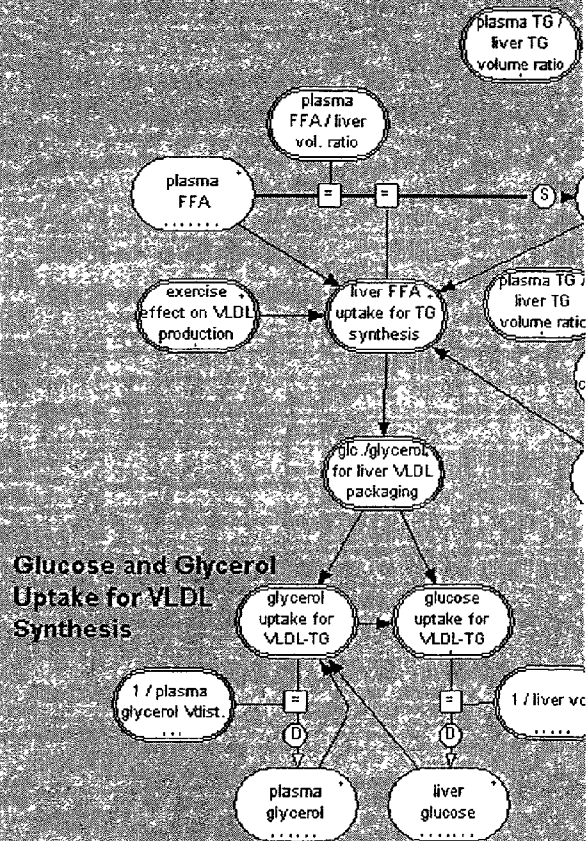 plasma TG /
liver TG
volume ratio
plasma
FFA / liver
vol. ratio
plasma
FFA
=
=
S
exercise
effect on VLDL
production
liver FFA
uptake for TG
synthesis
plasma TG /
liver TG
volume ratio
glc./glycerol
for liver VLDL
packaging
Glucose and Glycerol
Uptake for VLDL
Synthesis
glycerol
uptake for
VLDL-TG
glucose
uptake for
VLDL-TG
1 / plasma
glycerol Vdist.
=
=
1 / liver vo
D
D
plasma
glycerol
liver
glucose